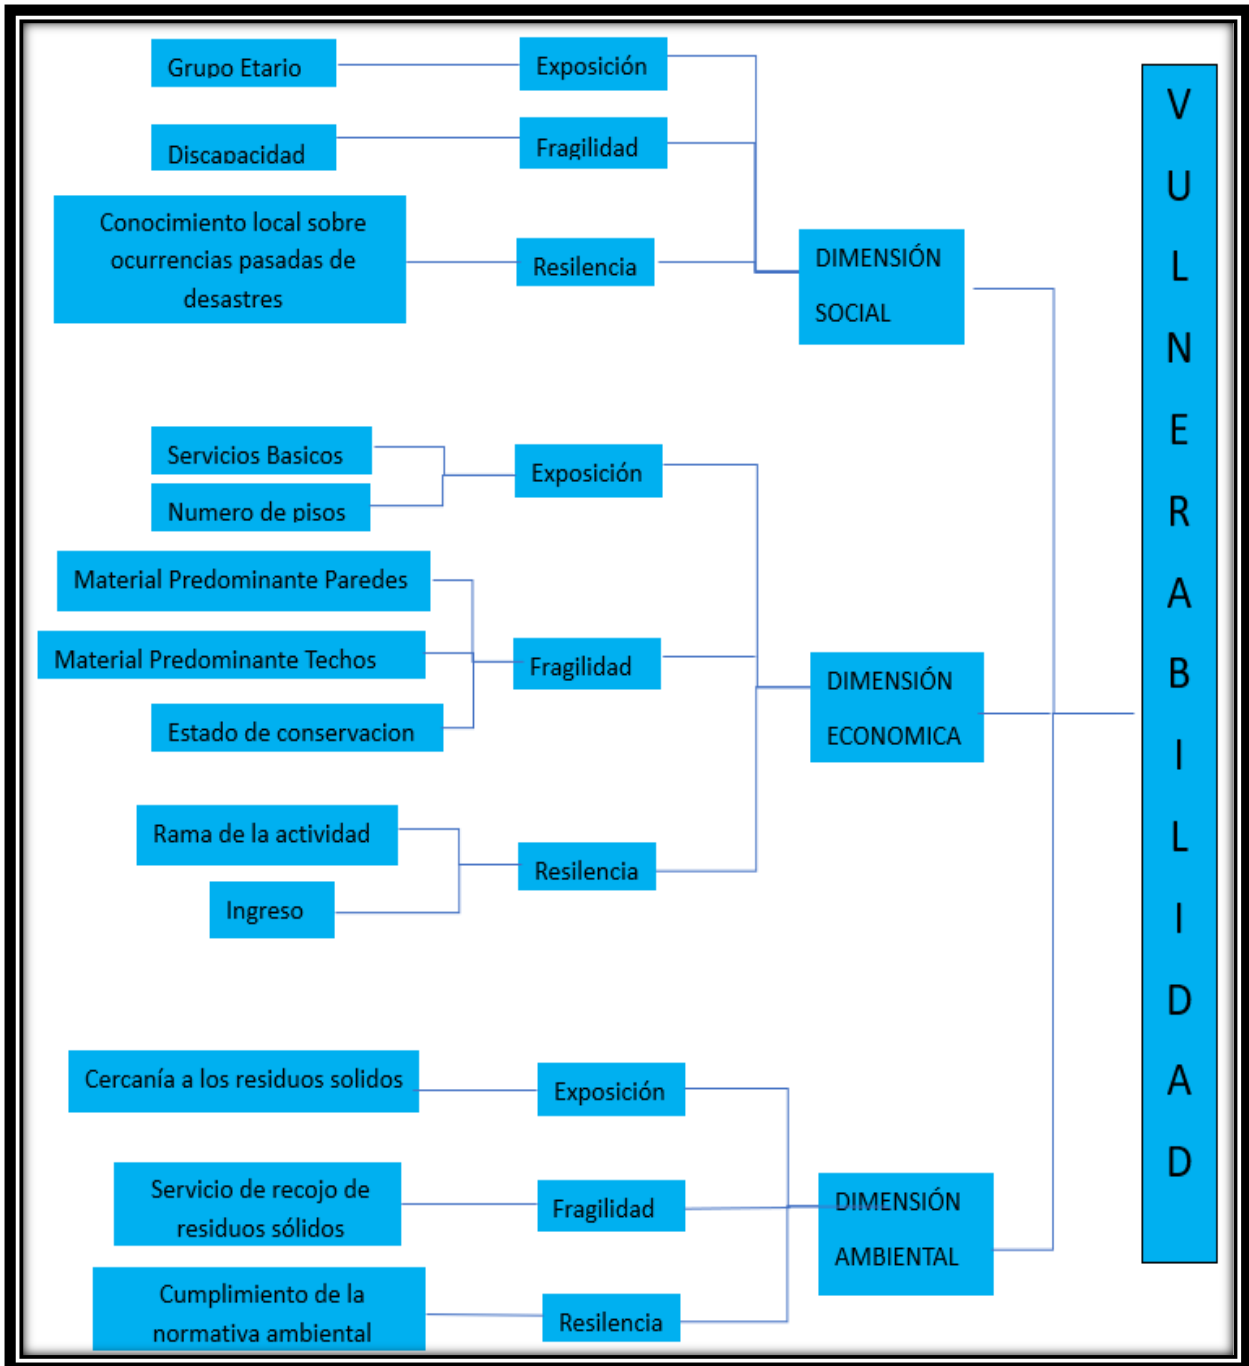 Grupo Etario
Exposición
Discapacidad
Fragilidad
Conocimiento local sobre
ocurrencias pasadas de
desastres
Resilencia
DIMENSIÓN
SOCIAL
Servicios Basicos
Numero de pisos
Exposición
Material Predominante Paredes
Material Predominante Techos
Estado de conservacion
Fragilidad
Rama de la actividad
Ingreso
Resilencia
DIMENSIÓN
ECONOMICA
Cercanía a los residuos solidos
Exposición
Servicio de recojo de
residuos sólidos
Fragilidad
Cumplimiento de la
normativa ambiental
Resilencia
DIMENSIÓN
AMBIENTAL
V
U
L
N
E
R
A
B
I
L
I
D
A
D